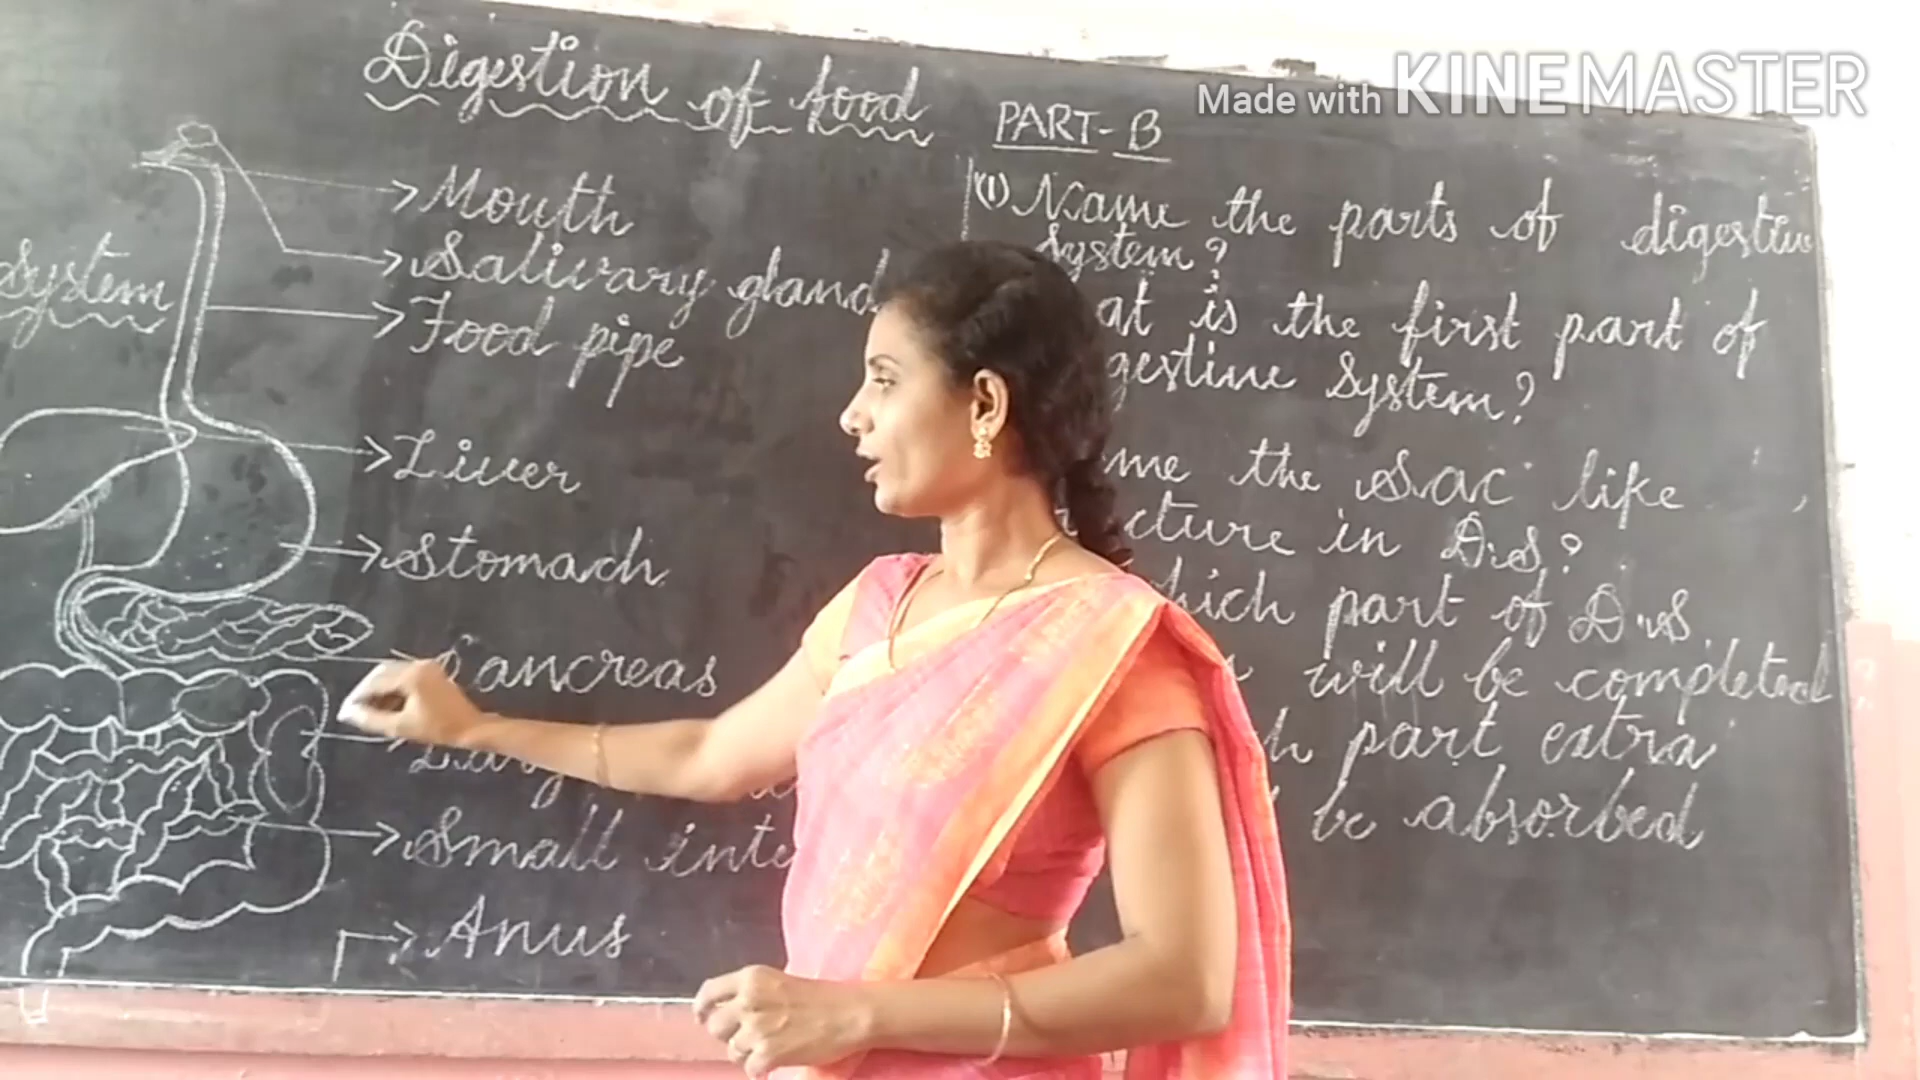 Digestion of food
System
Mouth
Salivary gland
Food pipe
Liver
Stomach
Pancreas
Small inte
Anus
PART-B
(1) Name the parts of digestive
System?
at is the first part of
gestive System?
me the Sac like
cture in D.S?
hich part of D.S
will be completed
h part extra
be absorbed
Made with KINEMASTER